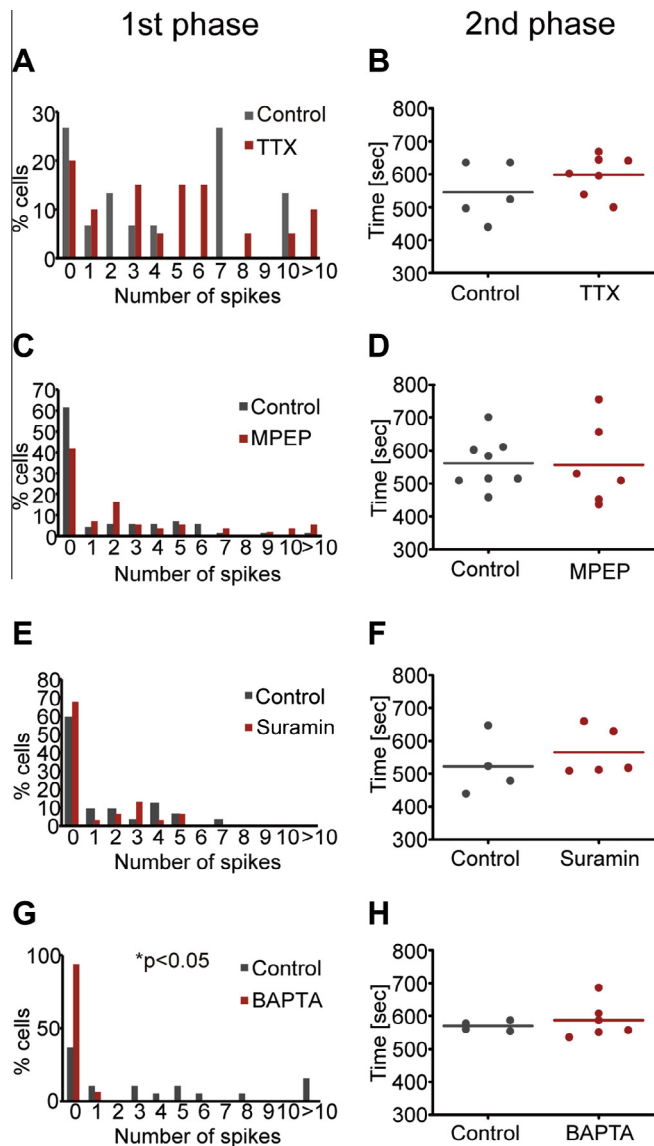 1st phase 2nd phase
A B
30
20
10
0
% cells
Control
TTX
0 1 2 3 4 5 6 7 8 9 10 >10
Number of spikes
800
700
600
500
400
300
Time [sec]
Control TTX
C D
70
60
50
40
30
20
10
0
% cells
Control
MPEP
0 1 2 3 4 5 6 7 8 9 10 >10
Number of spikes
800
700
600
500
400
300
Time [sec]
Control MPEP
E F
80
70
60
50
40
30
20
10
0
% cells
Control
Suramin
0 1 2 3 4 5 6 7 8 9 10 >10
Number of spikes
800
700
600
500
400
300
Time [sec]
Control Suramin
G H
100
50
0
% cells
*p<0.05
Control
BAPTA
0 1 2 3 4 5 6 7 8 9 10 >10
Number of spikes
800
700
600
500
400
300
Time [sec]
Control BAPTA